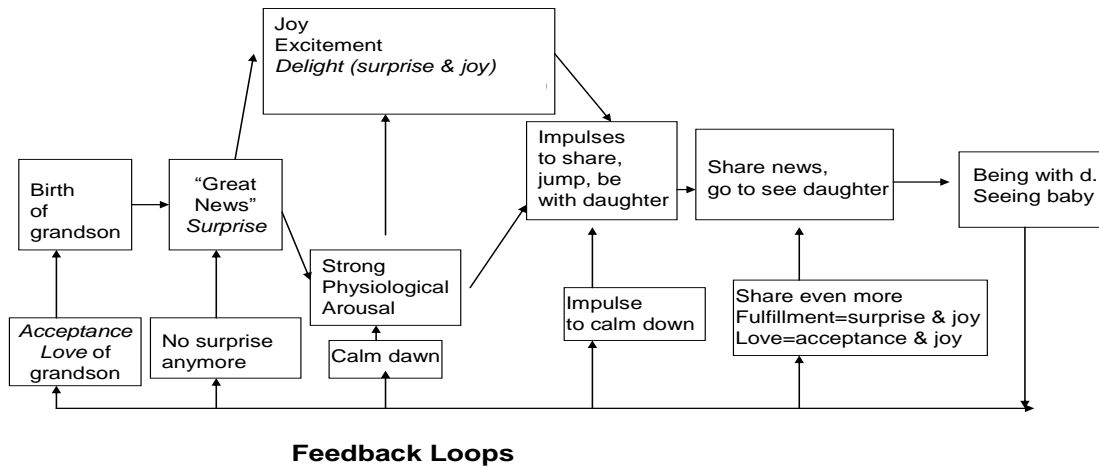 Joy
Excitement
Delight (surprise & joy)
Birth
of
grandson
“Great
News”
Surprise
Impulses
to share,
jump, be
with daughter
Share news,
go to see daughter
Being with d.
Seeing baby
Strong
Physiological
Arousal
Acceptance
Love of
grandson
No surprise
anymore
Calm dawn
Impulse
to calm down
Share even more
Fulfillment=surprise & joy
Love=acceptance & joy
Feedback Loops